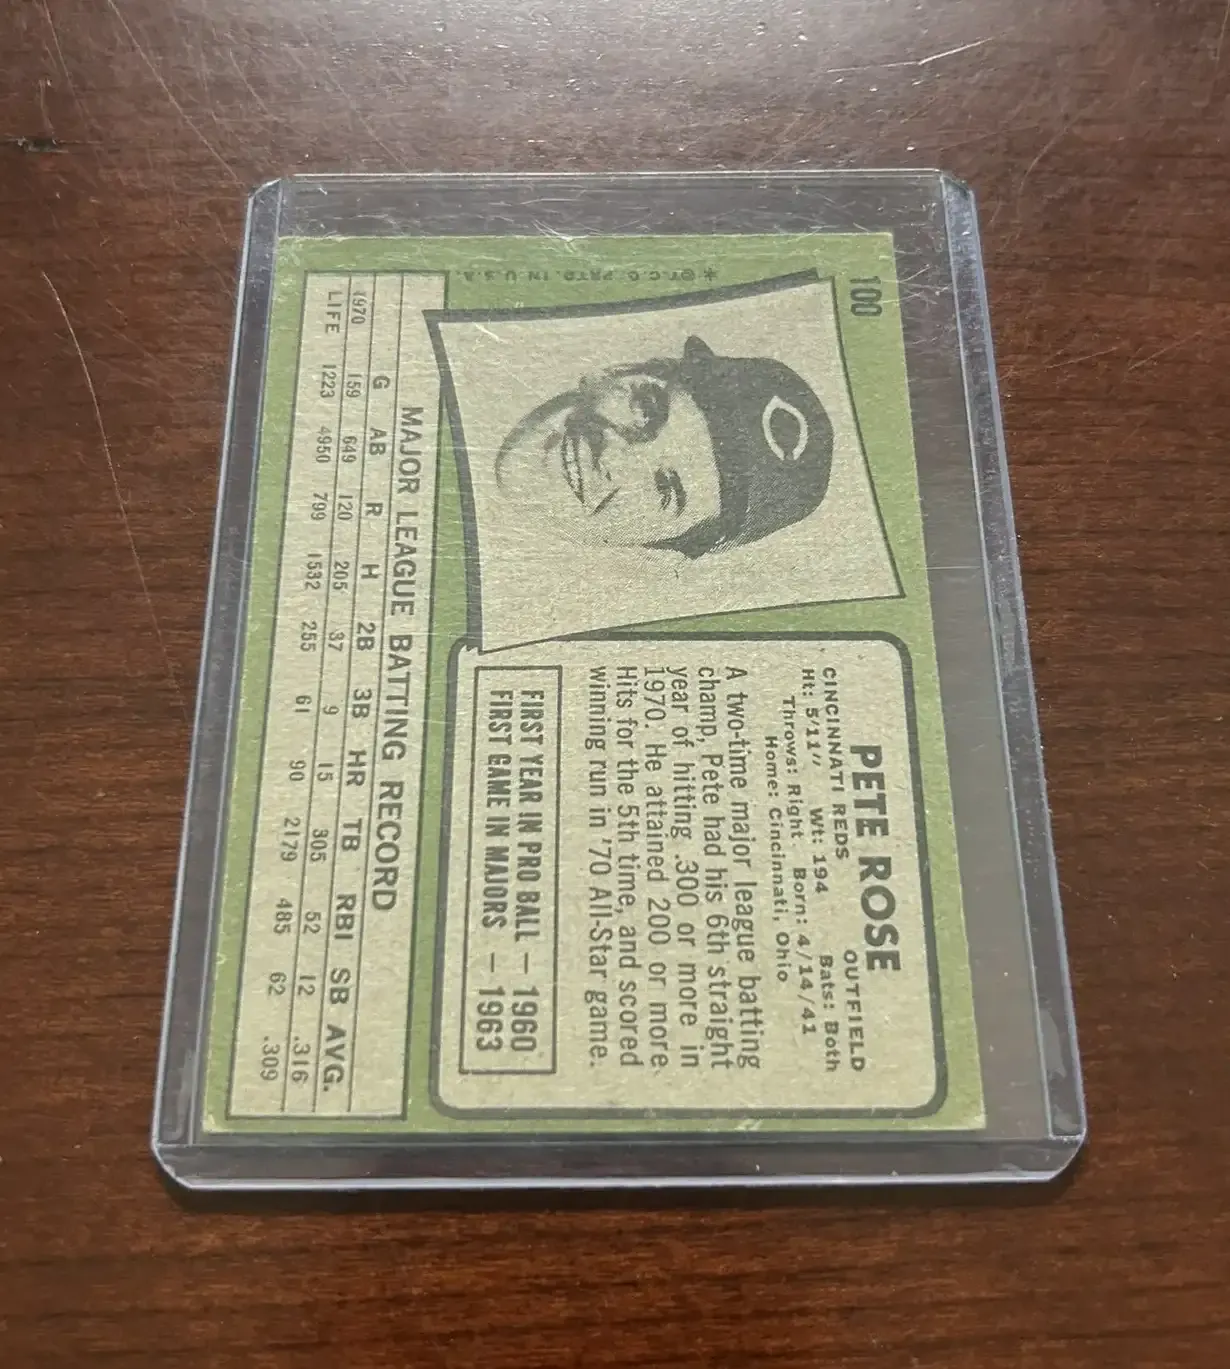 100
PETE ROSE
CINCINNATI REDS OUTFIELD
Ht: 5/11" Wt: 194 Bats: Both
Throws: Right Born: 4/14/41
Home: Cincinnati, Ohio
A two-time major league batting
champ, Pete had his 6th straight
year of hitting .300 or more in
1970. He attained 200 or more
Hits for the 5th time, and scored
winning run in '70 All-Star game.
FIRST YEAR IN PRO BALL — 1960
FIRST GAME IN MAJORS — 1963
C
*©T.C.G. PRTD. IN U.S.A.
MAJOR LEAGUE BATTING RECORD
G AB R H 2B 3B HR TB RBI SB AVG.
1970 159 649 120 205 37 9 15 305 52 12 .316
LIFE 1223 4950 799 1532 255 61 90 2179 485 62 .309